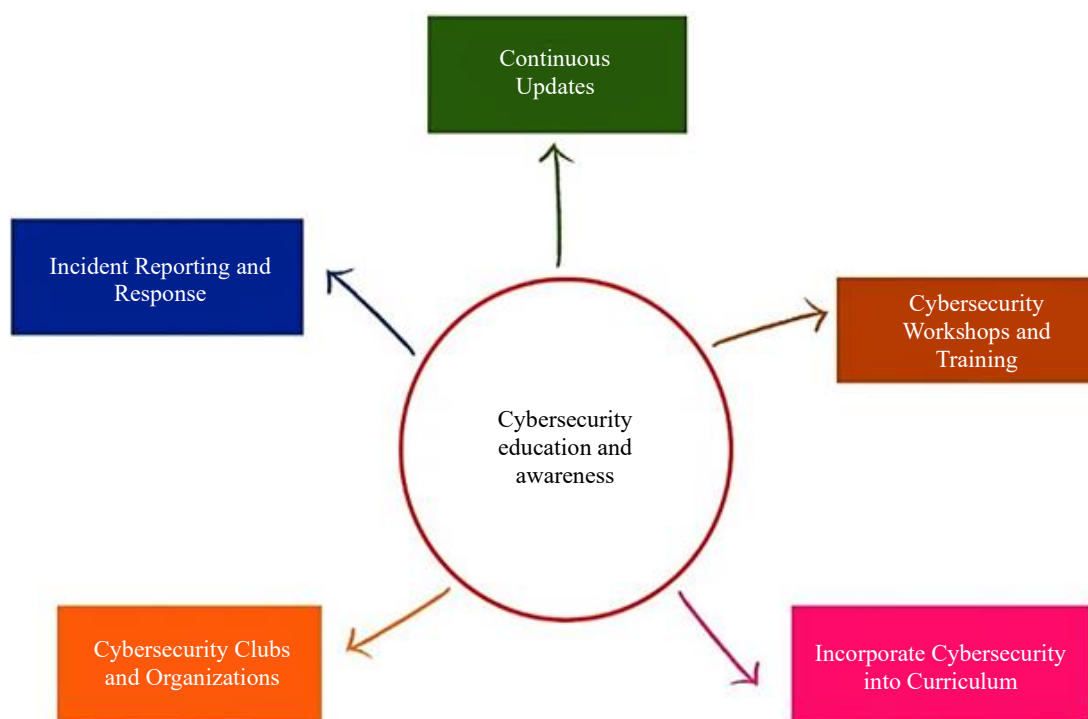 Continuous
Updates
Incident Reporting and
Response
Cybersecurity
Workshops and
Training
Cybersecurity
education and
awareness
Cybersecurity Clubs
and Organizations
Incorporate Cybersecurity
into Curriculum